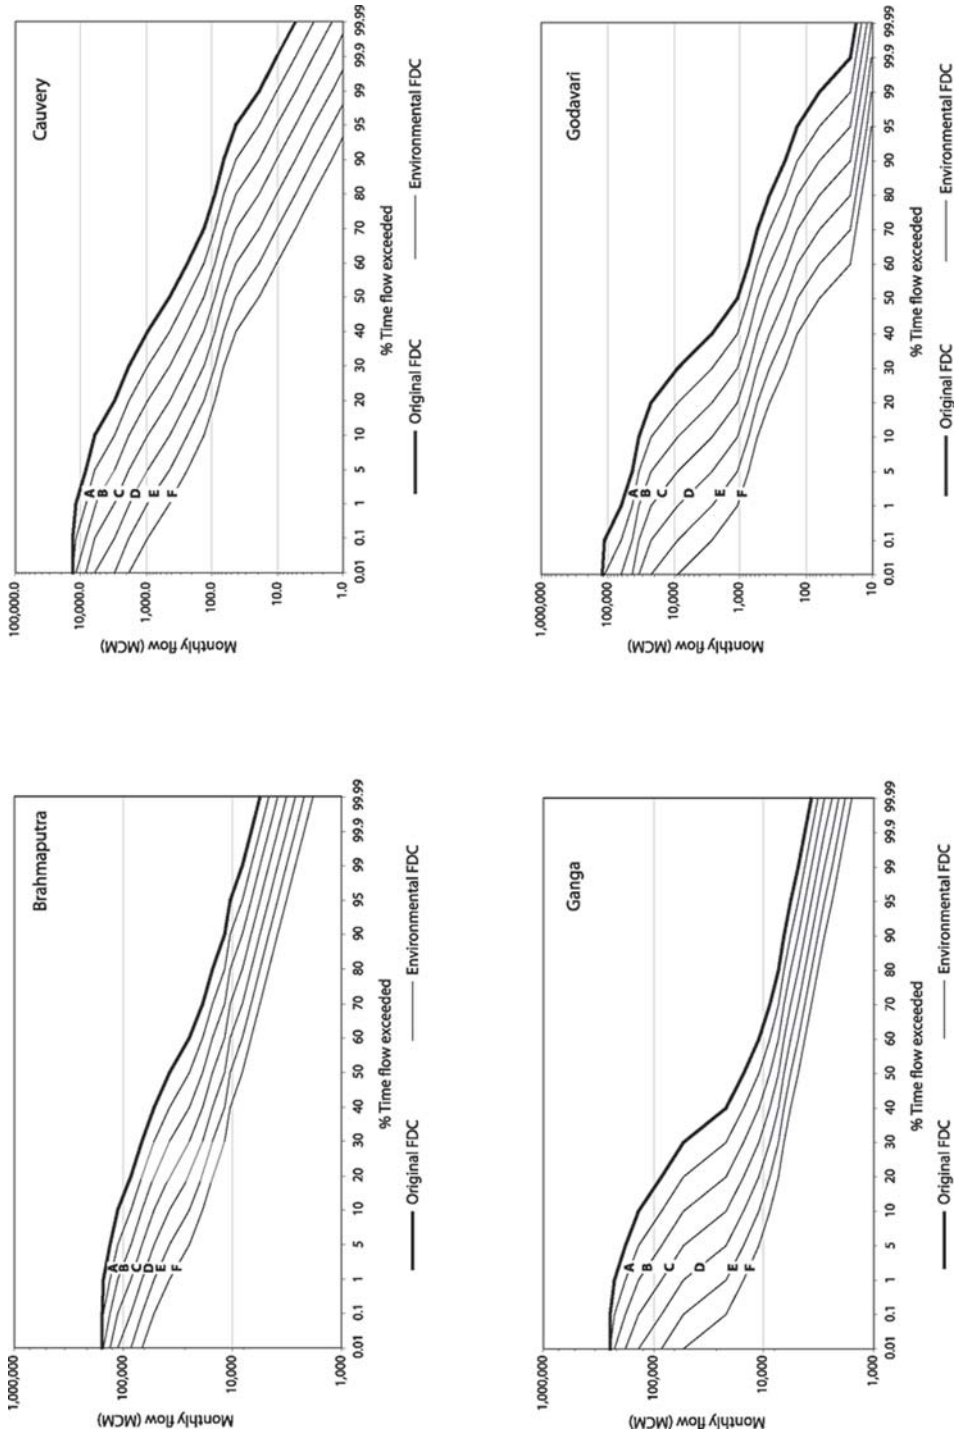 Brahmaputra
Monthly flow (MCM)
1,000,000
100,000
10,000
1,000
A
B
C
D
E
F
0.01 0.1 1 5 10 20 30 40 50 60 70 80 90 95 99 99.9 99.99
% Time flow exceeded
Original FDC Environmental FDC
Cauvery
Monthly flow (MCM)
100,000.0
10,000.0
1,000.0
100.0
10.0
1.0
A
B
C
D
E
F
0.01 0.1 1 5 10 20 30 40 50 60 70 80 90 95 99 99.9 99.99
% Time flow exceeded
Original FDC Environmental FDC
Ganga
Monthly flow (MCM)
1,000,000
100,000
10,000
1,000
A
B
C
D
E
F
0.01 0.1 1 5 10 20 30 40 50 60 70 80 90 95 99 99.9 99.99
% Time flow exceeded
Original FDC Environmental FDC
Godavari
Monthly flow (MCM)
1,000,000
100,000
10,000
1,000
100
10
A
B
C
D
E
F
0.01 0.1 1 5 10 20 30 40 50 60 70 80 90 95 99 99.9 99.99
% Time flow exceeded
Original FDC Environmental FDC